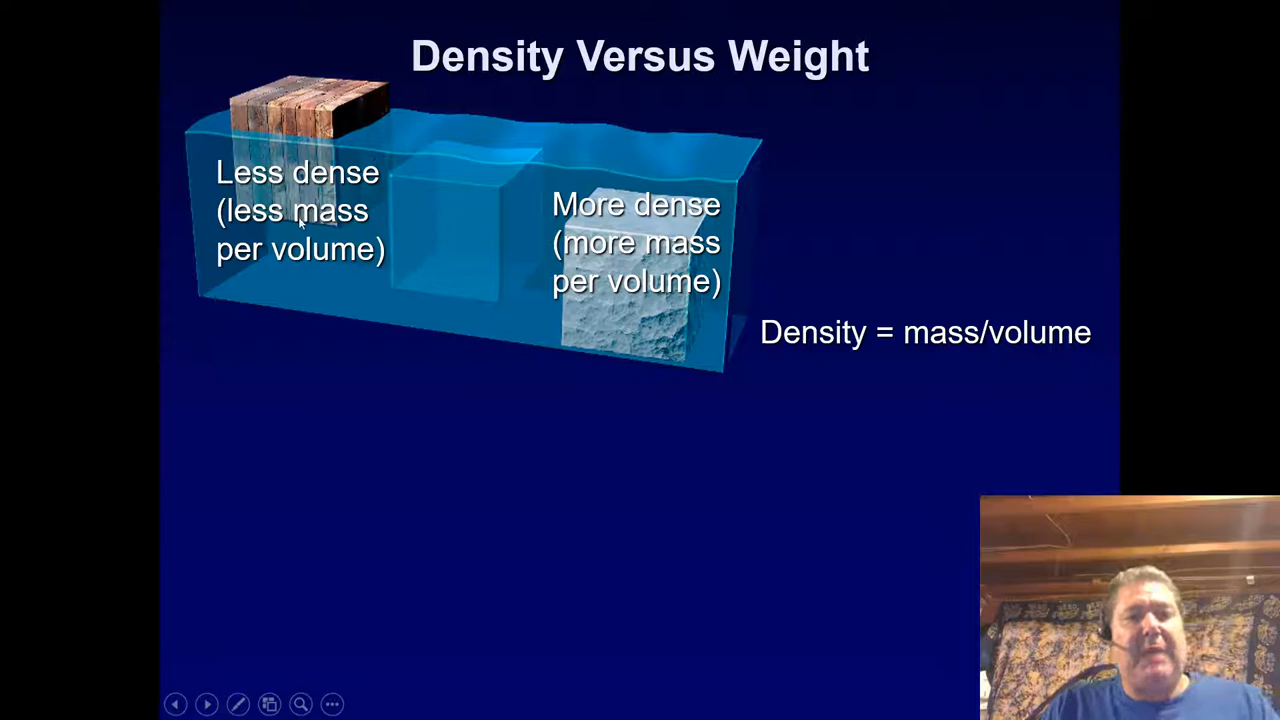 Density Versus Weight
Less dense
(less mass
per volume)
More dense
(more mass
per volume)
Density = mass/volume